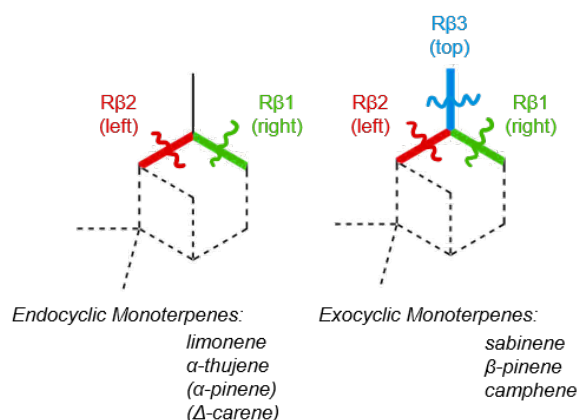 Rβ3
(top)
Rβ2
(left)
Rβ1
(right)
Rβ2
(left)
Rβ1
(right)
Endocyclic Monoterpenes:
limonene
α-thujene
(α-pinene)
(Δ-carene)
Exocyclic Monoterpenes:
sabinene
β-pinene
camphene